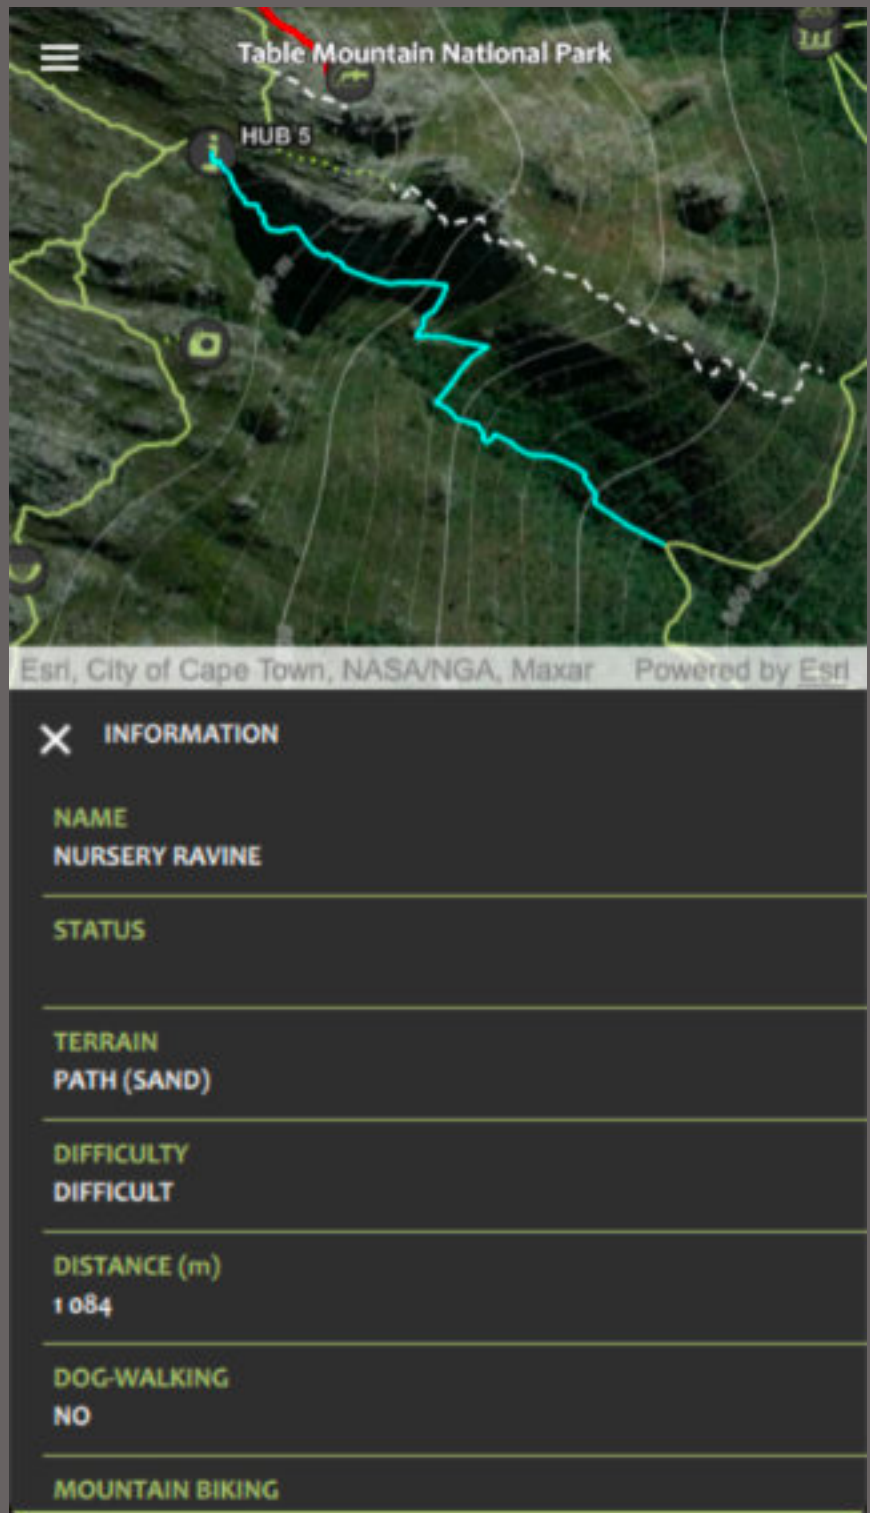 Table Mountain National Park
HUB 5
Esri, City of Cape Town, NASA/NGA, Maxar Powered by Esri
INFORMATION
NAME
NURSERY RAVINE
STATUS
TERRAIN
PATH (SAND)
DIFFICULTY
DIFFICULT
DISTANCE (m)
1 084
DOG-WALKING
NO
MOUNTAIN BIKING